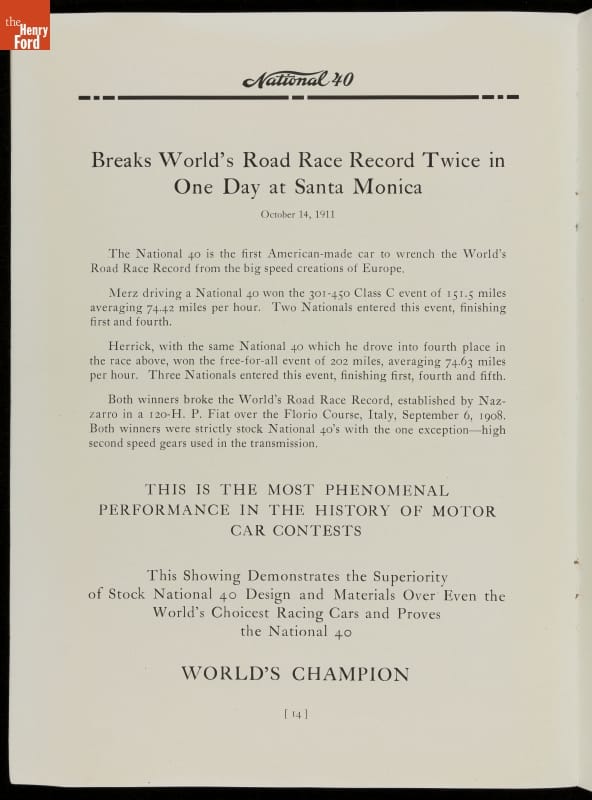 the
Henry
Ford
National 40
Breaks World's Road Race Record Twice in
One Day at Santa Monica
October 14, 1911
The National 40 is the first American-made car to wrench the World's
Road Race Record from the big speed creations of Europe.
Merz driving a National 40 won the 301-450 Class C event of 151.5 miles
averaging 74.42 miles per hour. Two Nationals entered this event, finishing
first and fourth.
Herrick, with the same National 40 which he drove into fourth place in
the race above, won the free-for-all event of 202 miles, averaging 74.63 miles
per hour. Three Nationals entered this event, finishing first, fourth and fifth.
Both winners broke the World's Road Race Record, established by Naz-
zarro in a 120-H. P. Fiat over the Florio Course, Italy, September 6, 1908.
Both winners were strictly stock National 40's with the one exception—high
second speed gears used in the transmission.
THIS IS THE MOST PHENOMENAL
PERFORMANCE IN THE HISTORY OF MOTOR
CAR CONTESTS
This Showing Demonstrates the Superiority
of Stock National 40 Design and Materials Over Even the
World's Choicest Racing Cars and Proves
the National 40
WORLD'S CHAMPION
[ 14 ]